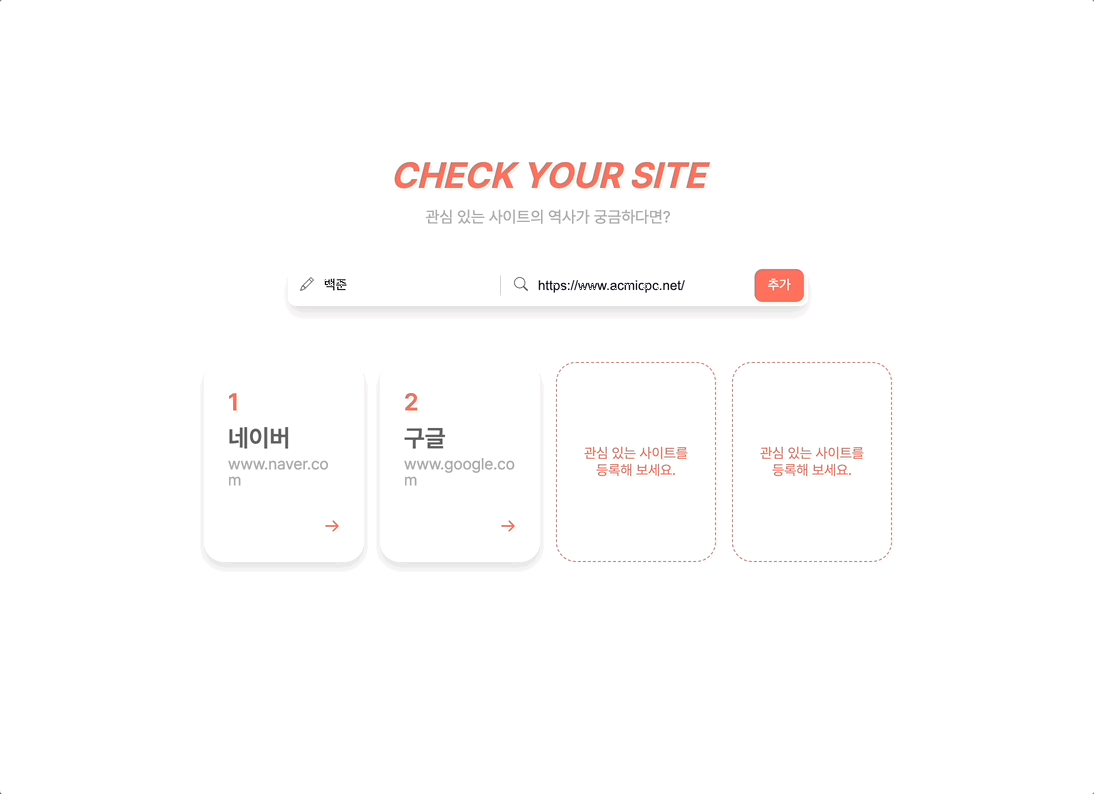 CHECK YOUR SITE
관심 있는 사이트의 역사가 궁금하다면?
백준
https://www.acmicpc.net/
추가
1
네이버
www.naver.co
m
2
구글
www.google.co
m
관심 있는 사이트를
등록해 보세요.
관심 있는 사이트를
등록해 보세요.